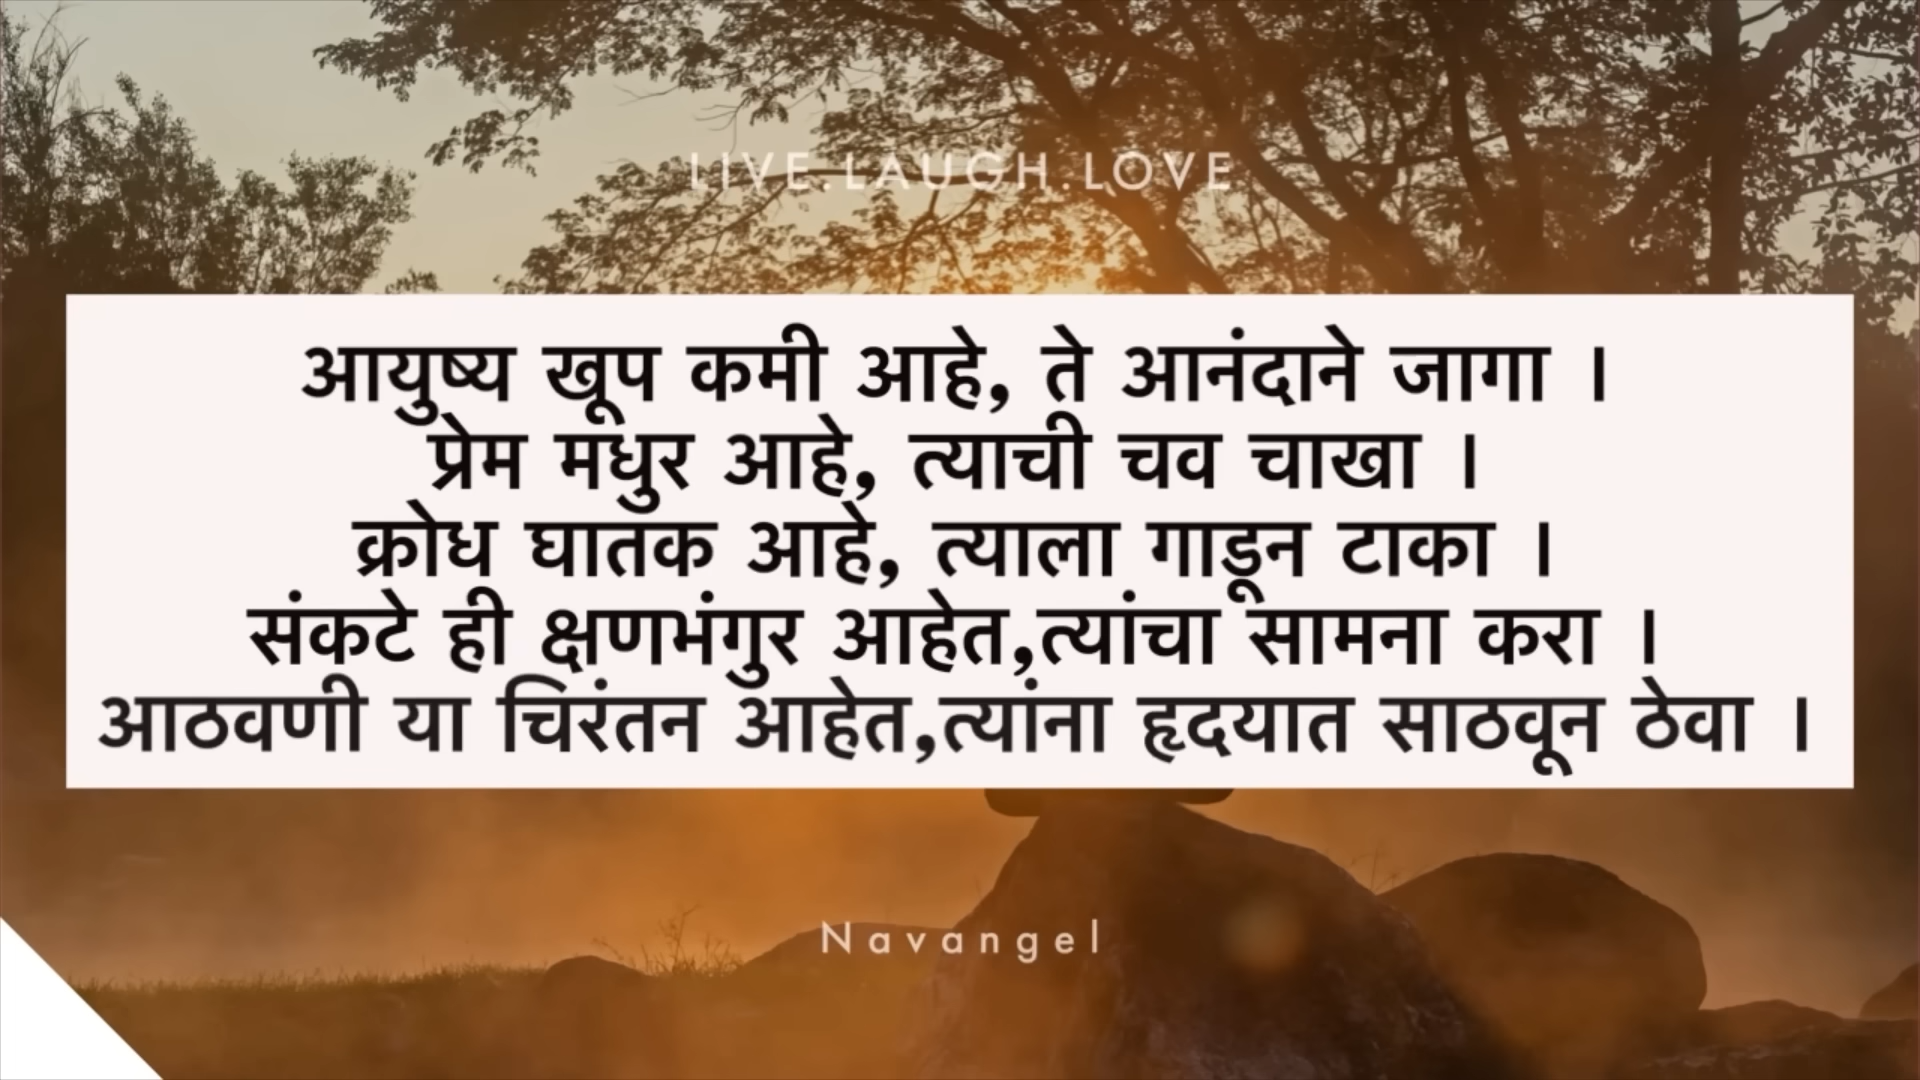 LIVE.LAUGH.LOVE
आयुष्य खूप कमी आहे, ते आनंदाने जागा ।
प्रेम मधुर आहे, त्याची चव चाखा ।
क्रोध घातक आहे, त्याला गाडून टाका ।
संकटे ही क्षणभंगुर आहेत,त्यांचा सामना करा ।
आठवणी या चिरंतन आहेत,त्यांना हृदयात साठवून ठेवा ।
Navangel